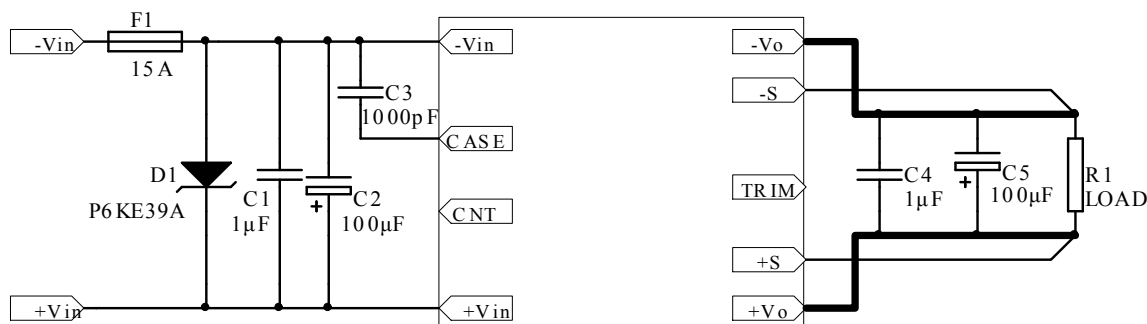 F1
-Vin
15A
-Vin
-Vo
C3
1000pF
-S
CASE
D1
P6KE39A
C1
1μF
C2
100μF
+
CNT
TRIM
C4
1μF
C5
100μF
+
R1
LOAD
+S
+Vin
+Vin
+Vo